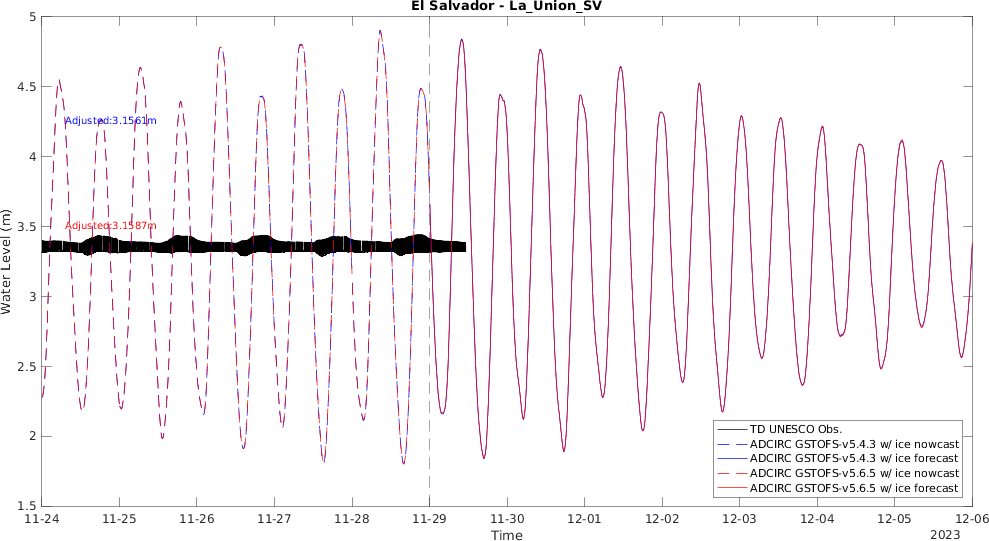 El Salvador - La_Union_SV
5
4.5
4
3.5
3
2.5
2
1.5
Water Level (m)
Adjusted:3.1561m
Adjusted:3.1587m
TD UNESCO Obs.
ADCIRC GSTOFS-v5.4.3 w/ ice nowcast
ADCIRC GSTOFS-v5.4.3 w/ ice forecast
ADCIRC GSTOFS-v5.6.5 w/ ice nowcast
ADCIRC GSTOFS-v5.6.5 w/ ice forecast
11-24 11-25 11-26 11-27 11-28 11-29 11-30 12-01 12-02 12-03 12-04 12-05 12-06
Time
2023